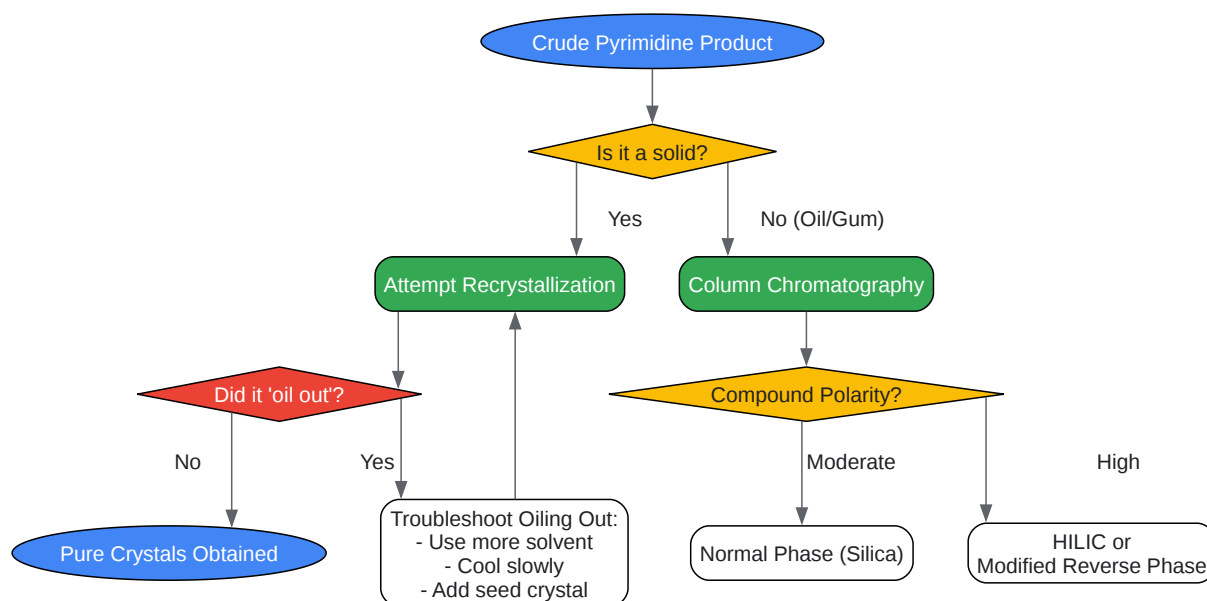 Crude Pyrimidine Product
Is it a solid?
Yes
No (Oil/Gum)
Attempt Recrystallization
Column Chromatography
Did it 'oil out'?
Compound Polarity?
No
Yes
Moderate
High
Pure Crystals Obtained
Troubleshoot Oiling Out:
- Use more solvent
- Cool slowly
- Add seed crystal
Normal Phase (Silica)
HILIC or
Modified Reverse Phase